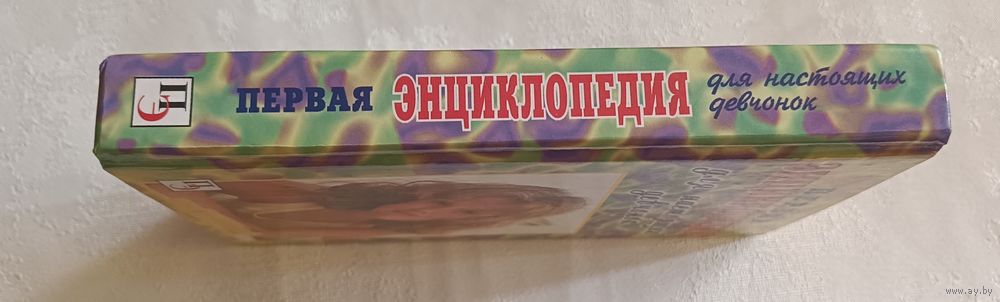 ПЕРВАЯ ЭНЦИКЛОПЕДИЯ для настоящих
девчонок
www.ay.by